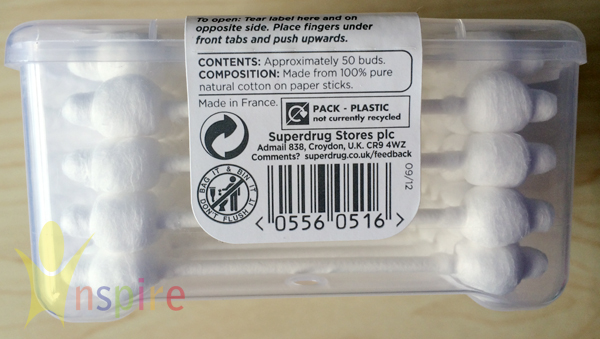 To open: Tear label here and on
opposite side. Place fingers under
front tabs and push upwards.
CONTENTS: Approximately 50 buds.
COMPOSITION: Made from 100% pure
natural cotton on paper sticks.
Made in France.
PACK - PLASTIC
not currently recycled
Superdrug Stores plc
Admail 838, Croydon, U.K. CR9 4WZ
Comments? superdrug.co.uk/feedback
09/12
BAG IT & BIN IT
DON'T FLUSH IT
< 0556 0516 >
nspire